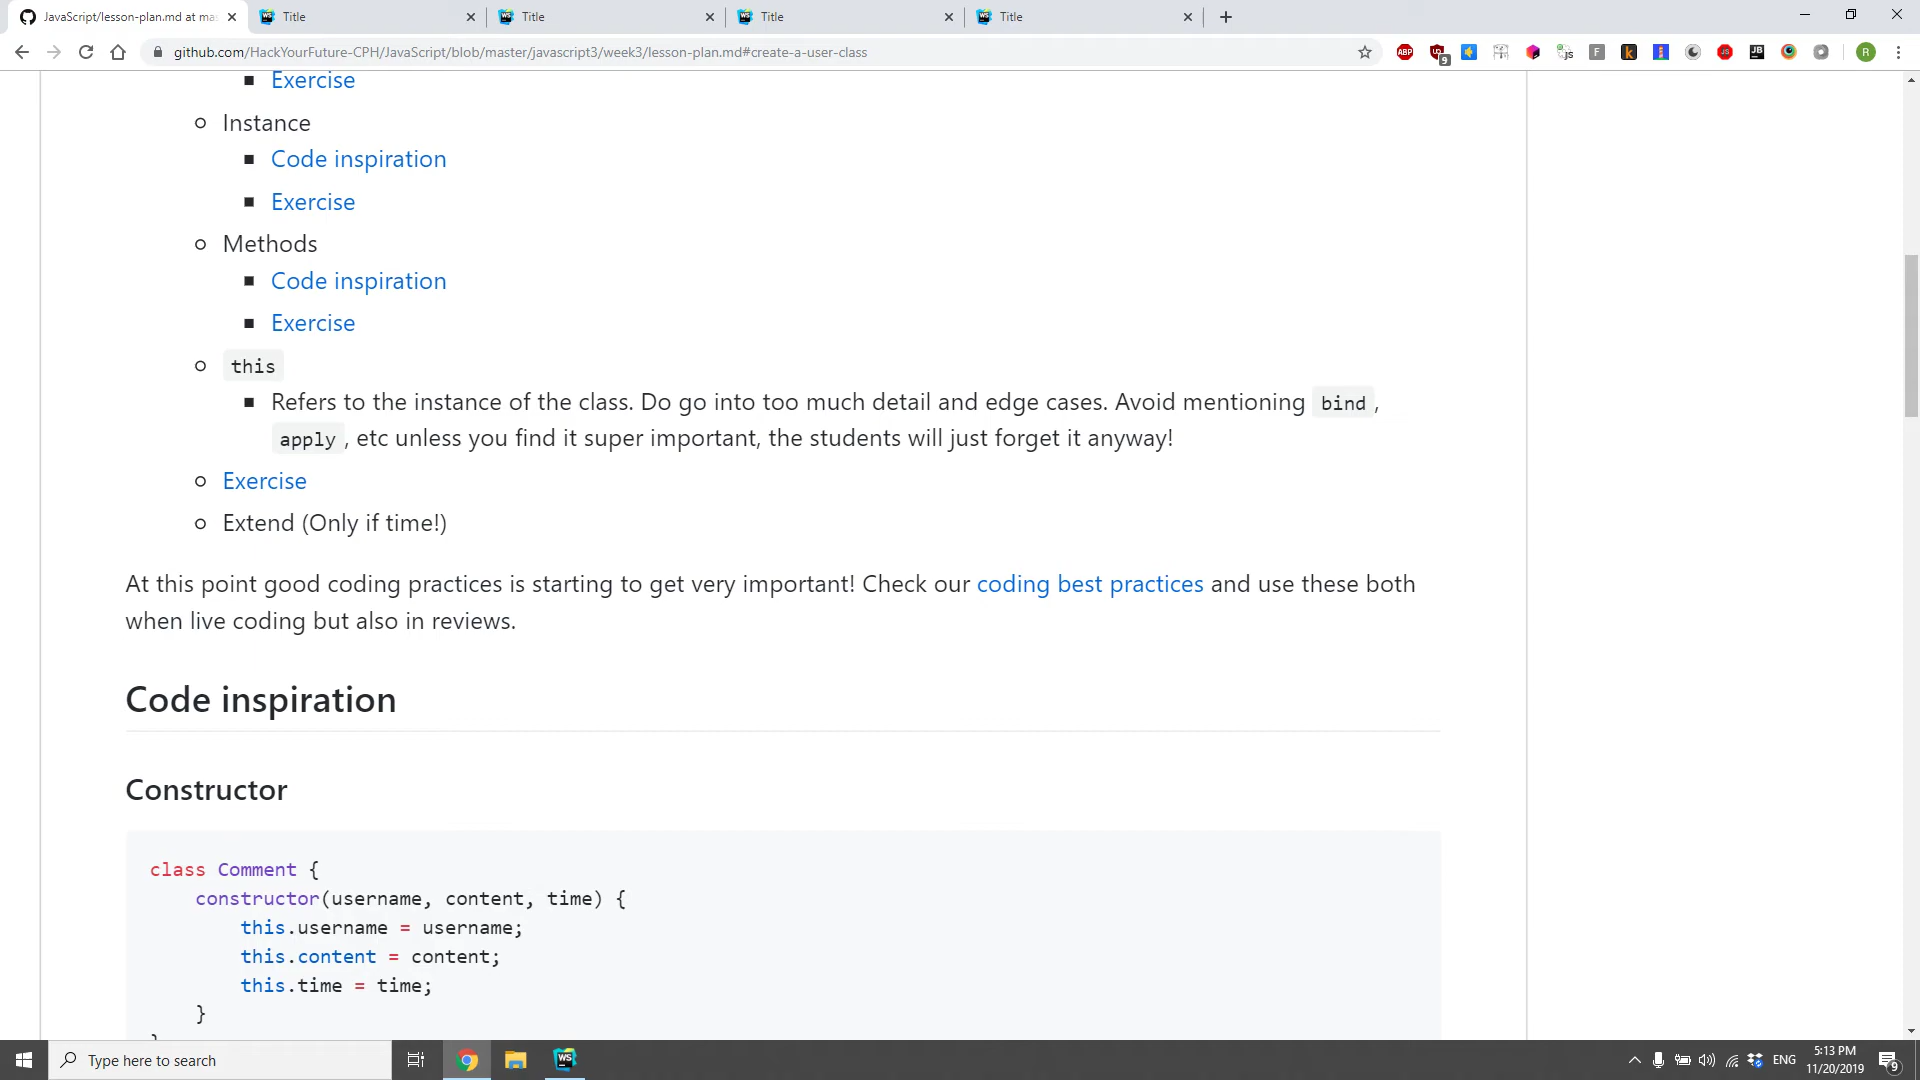 JavaScript/lesson-plan.md at mas
Title
Title
Title
Title
github.com/HackYourFuture-CPH/JavaScript/blob/master/javascript3/week3/lesson-plan.md#create-a-user-class
Exercise
Instance
Code inspiration
Exercise
Methods
Code inspiration
Exercise
this
Refers to the instance of the class. Do go into too much detail and edge cases. Avoid mentioning bind,
apply, etc unless you find it super important, the students will just forget it anyway!
Exercise
Extend (Only if time!)
At this point good coding practices is starting to get very important! Check our coding best practices and use these both
when live coding but also in reviews.
Code inspiration
Constructor
class Comment {
constructor(username, content, time) {
this.username = username;
this.content = content;
this.time = time;
}
Type here to search
ENG
5:13 PM
11/20/2019
9